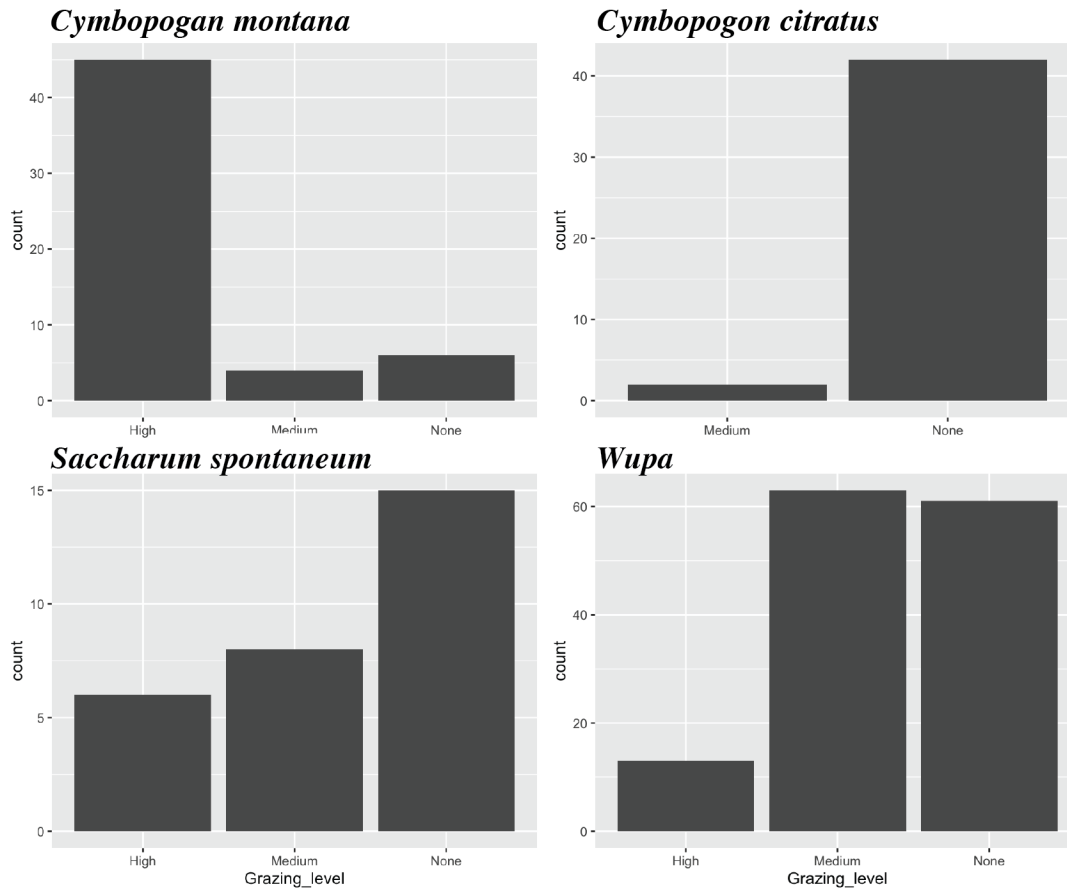 Cymbopogan montana
count
40
30
20
10
0
High Medium None
Cymbopogon citratus
count
40
30
20
10
0
Medium None
Saccharum spontaneum
count
15
10
5
0
High Medium None
Grazing_level
Wupa
count
60
40
20
0
High Medium None
Grazing_level